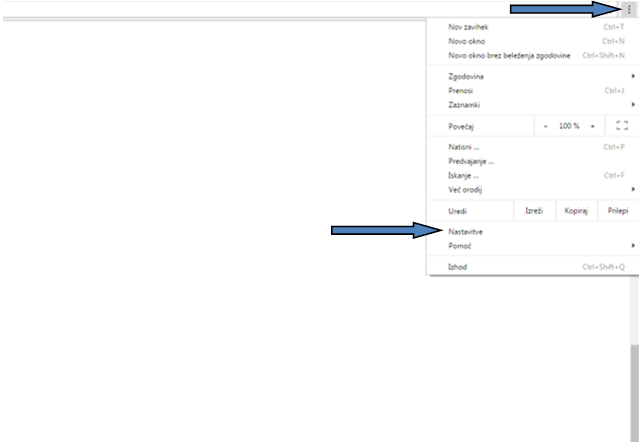 Nov zavihek Ctrl+T
Novo okno Ctrl+N
Novo okno brez beleženja zgodovine Ctrl+Shift+N
Zgodovina
Prenosi Ctrl+J
Zaznamki
Povečaj - 100 % +
Natisni ... Ctrl+P
Predvajanje ...
Iskanje ... Ctrl+F
Več orodij
Uredi Izreži Kopiraj Prilepi
Nastavitve
Pomoč
Izhod Ctrl+Shift+Q